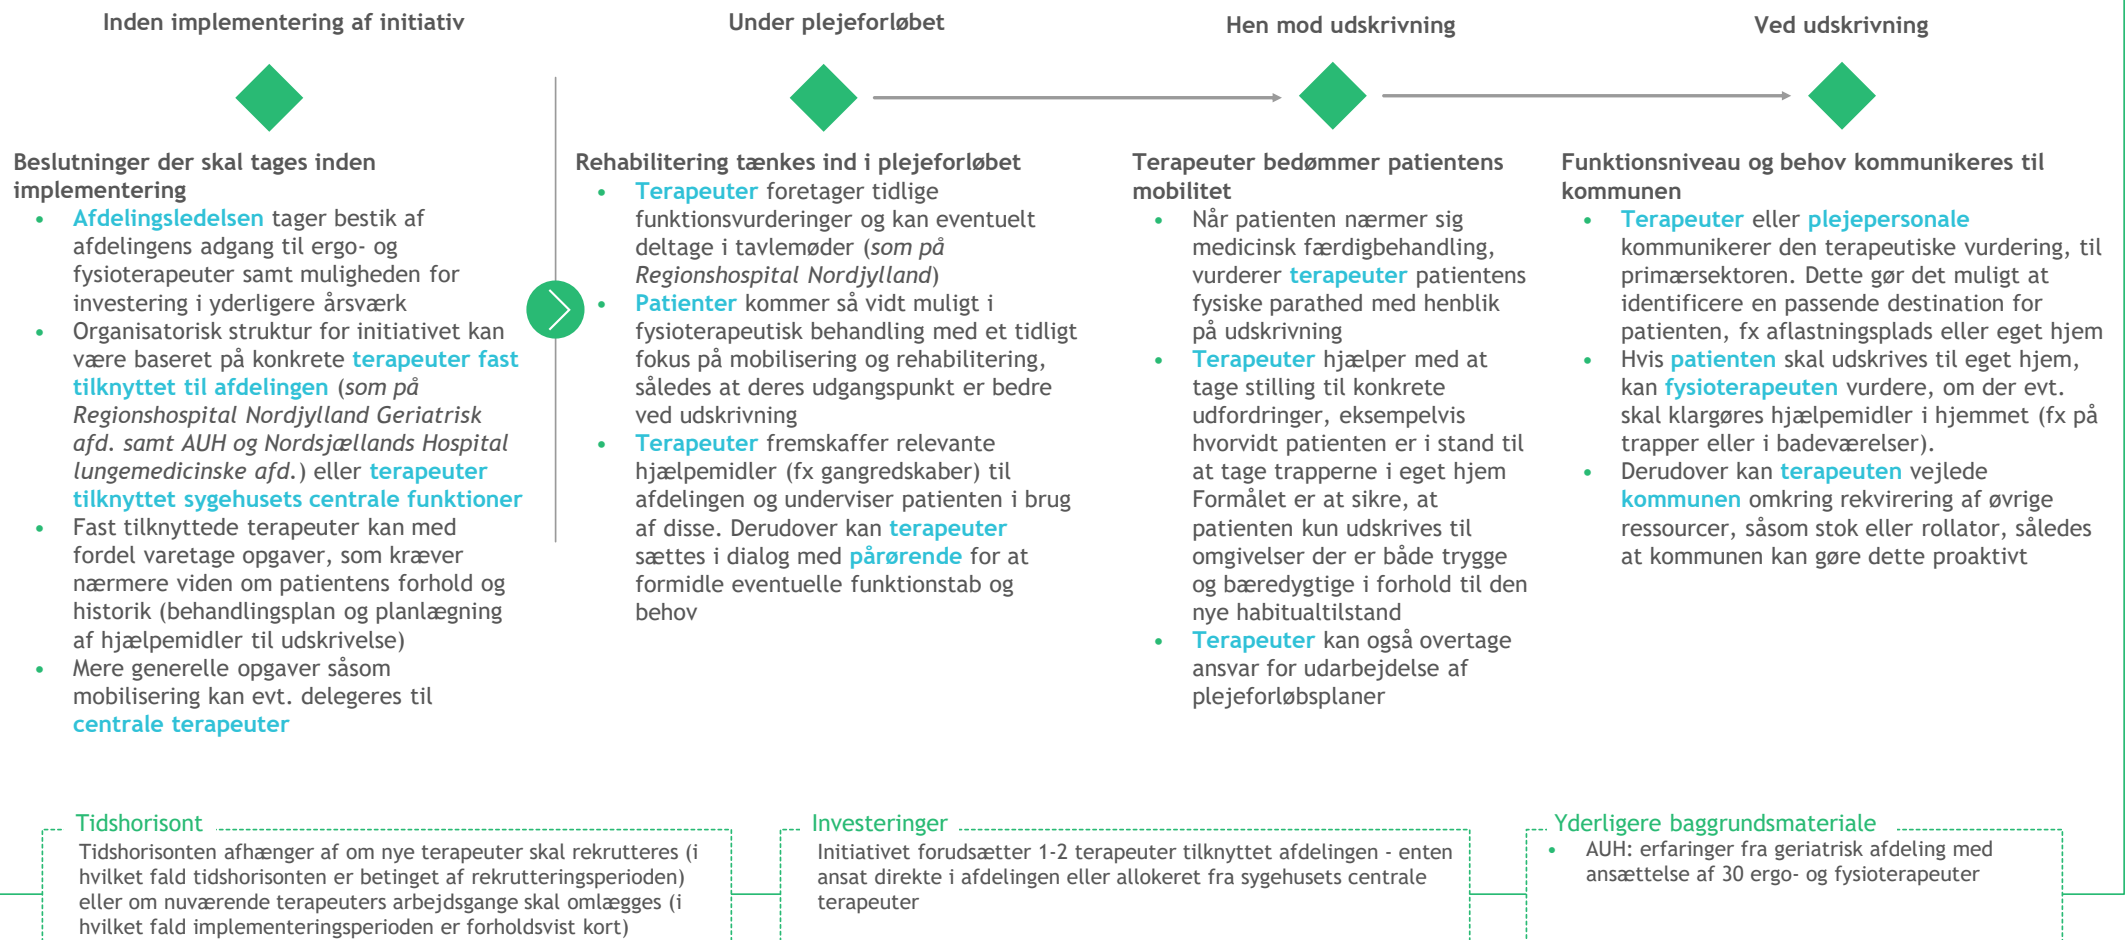 Inden implementering af initiativ
Beslutninger der skal tages inden
implementering
• Afdelingsledelsen tager bestik af
afdelingens adgang til ergo- og
fysioterapeuter samt muligheden for
investering i yderligere årsværk
• Organisatorisk struktur for initiativet kan
være baseret på konkrete terapeuter fast
tilknyttet til afdelingen (som på
Regionshospital Nordjylland Geriatrisk
afd. samt AUH og Nordsjællands Hospital
lungemedicinske afd.) eller terapeuter
tilknyttet sygehusets centrale funktioner
• Fast tilknyttede terapeuter kan med
fordel varetage opgaver, som kræver
nærmere viden om patientens forhold og
historik (behandlingsplan og planlægning
af hjælpemidler til udskrivelse)
• Mere generelle opgaver såsom
mobilisering kan evt. delegeres til
centrale terapeuter
Under plejeforløbet
Rehabilitering tænkes ind i plejeforløbet
• Terapeuter foretager tidlige
funktionsvurderinger og kan eventuelt
deltage i tavlemøder (som på
Regionshospital Nordjylland)
• Patienter kommer så vidt muligt i
fysioterapeutisk behandling med et tidligt
fokus på mobilisering og rehabilitering,
således at deres udgangspunkt er bedre
ved udskrivning
• Terapeuter fremskaffer relevante
hjælpemidler (fx gangredskaber) til
afdelingen og underviser patienten i brug
af disse. Derudover kan terapeuter
sættes i dialog med pårørende for at
formidle eventuelle funktionstab og
behov
Hen mod udskrivning
Terapeuter bedømmer patientens
mobilitet
• Når patienten nærmer sig
medicinsk færdigbehandling,
vurderer terapeuter patientens
fysiske parathed med henblik
på udskrivning
• Terapeuter hjælper med at
tage stilling til konkrete
udfordringer, eksempelvis
hvorvidt patienten er i stand til
at tage trapperne i eget hjem
Formålet er at sikre, at
patienten kun udskrives til
omgivelser der er både trygge
og bæredygtige i forhold til den
nye habitualtilstand
• Terapeuter kan også overtage
ansvar for udarbejdelse af
plejeforløbsplaner
Ved udskrivning
Funktionsniveau og behov kommunikeres til
kommunen
• Terapeuter eller plejepersonale
kommunikerer den terapeutiske vurdering, til
primærsektoren. Dette gør det muligt at
identificere en passende destination for
patienten, fx aflastningsplads eller eget hjem
• Hvis patienten skal udskrives til eget hjem,
kan fysioterapeuten vurdere, om der evt.
skal klargøres hjælpemidler i hjemmet (fx på
trapper eller i badeværelser).
• Derudover kan terapeuten vejlede
kommunen omkring rekvirering af øvrige
ressourcer, såsom stok eller rollator, således
at kommunen kan gøre dette proaktivt
Tidshorisont
Tidshorisonten afhænger af om nye terapeuter skal rekrutteres (i
hvilket fald tidshorisonten er betinget af rekrutteringsperioden)
eller om nuværende terapeuters arbejdsgange skal omlægges (i
hvilket fald implementeringsperioden er forholdsvist kort)
Investeringer
Initiativet forudsætter 1-2 terapeuter tilknyttet afdelingen - enten
ansat direkte i afdelingen eller allokeret fra sygehusets centrale
terapeuter
Yderligere baggrundsmateriale
• AUH: erfaringer fra geriatrisk afdeling med
ansættelse af 30 ergo- og fysioterapeuter